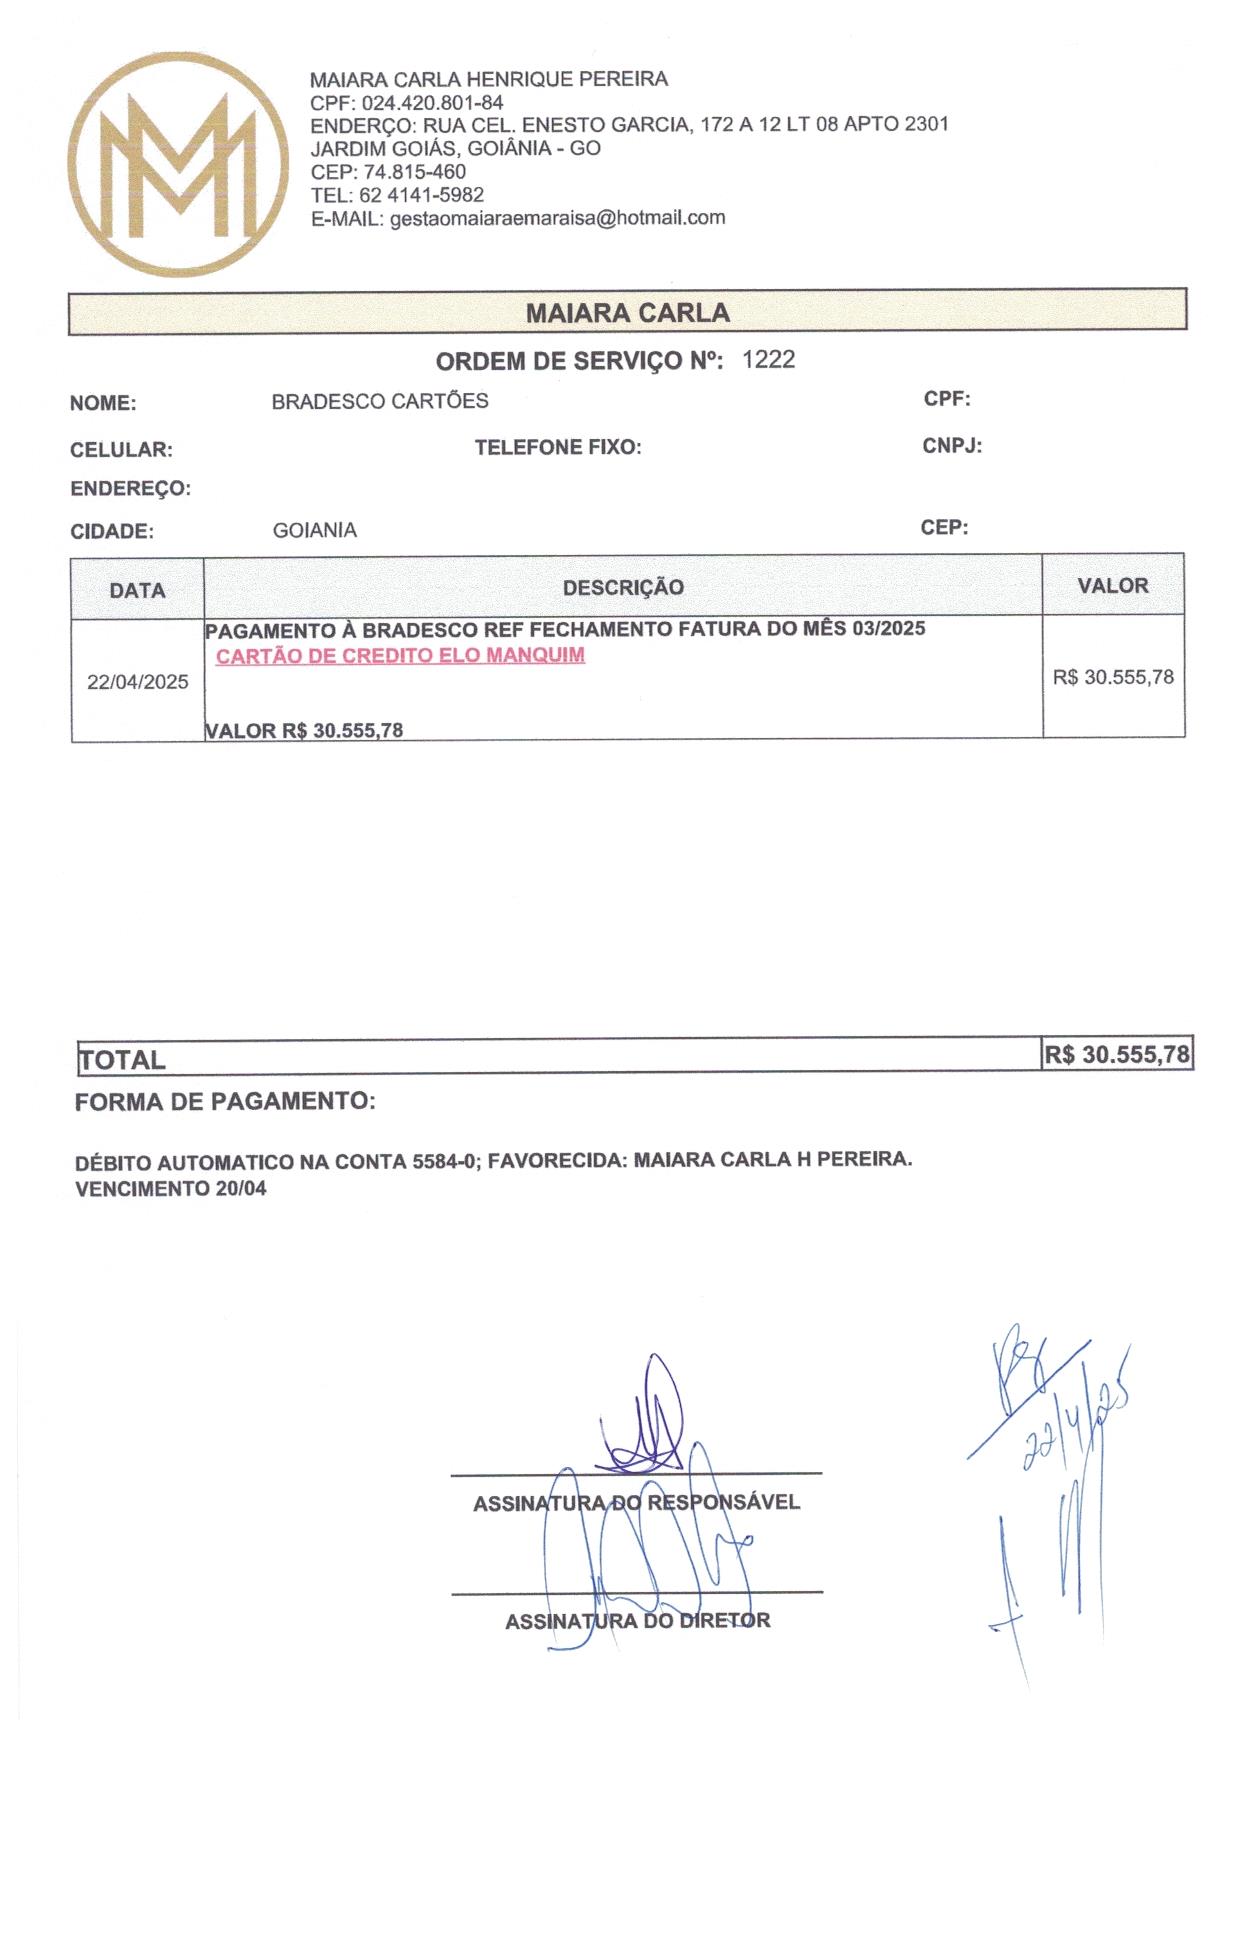 MAIARA CARLA HENRIQUE PEREIRA
CPF: 024.420.801-84
ENDERÇO: RUA CEL. ENESTO GARCIA, 172 A 12 LT 08 APTO 2301
JARDIM GOIÁS, GOIÂNIA - GO
CEP: 74.815-460
TEL: 62 4141-5982
E-MAIL: gestaomaiaraemaraisa@hotmail.com
MAIARA CARLA
ORDEM DE SERVIÇO Nº: 1222
NOME: BRADESCO CARTÕES CPF:
CELULAR: TELEFONE FIXO: CNPJ:
ENDEREÇO:
CIDADE: GOIANIA CEP:
DATA DESCRIÇÃO VALOR
PAGAMENTO À BRADESCO REF FECHAMENTO FATURA DO MÊS 03/2025
CARTÃO DE CREDITO ELO MANQUIM
22/04/2025 R$ 30.555,78
VALOR R$ 30.555,78
TOTAL R$ 30.555,78
FORMA DE PAGAMENTO:
DÉBITO AUTOMATICO NA CONTA 5584-0; FAVORECIDA: MAIARA CARLA H PEREIRA.
VENCIMENTO 20/04
22/4/25
ASSINATURA DO RESPONSÁVEL
ASSINATURA DO DIRETOR